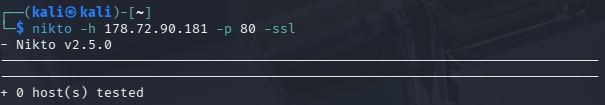 ┌──(kali㉿kali)-[~]
└─$ nikto -h 178.72.90.181 -p 80 -ssl
- Nikto v2.5.0
---------------------------------------------------------------------------
---------------------------------------------------------------------------
+ 0 host(s) tested